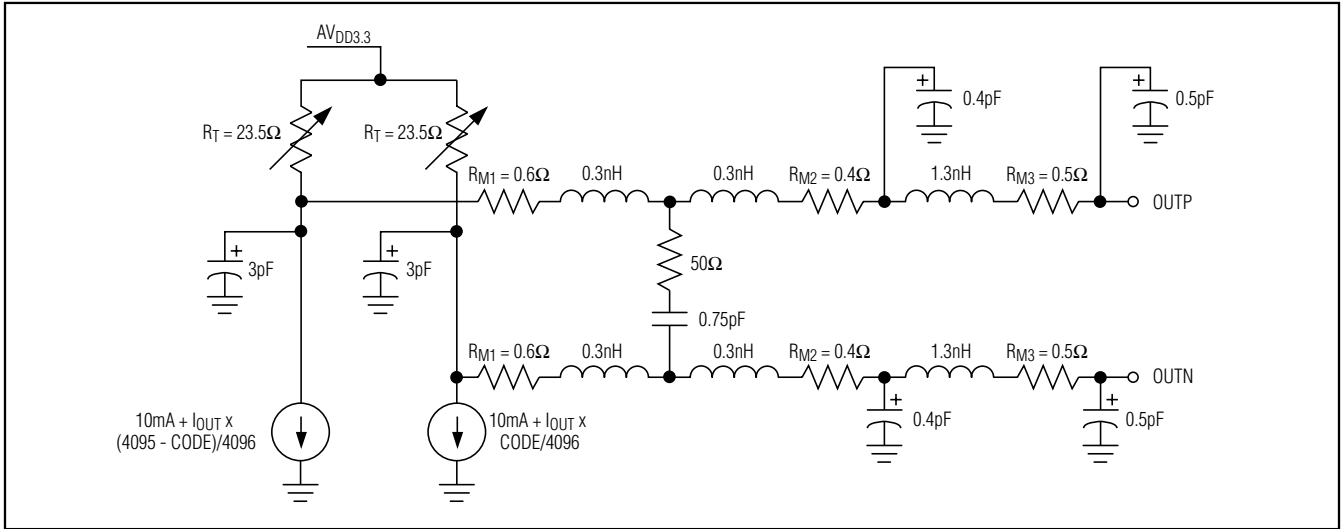 AVDD3.3
RT = 23.5Ω
RT = 23.5Ω
0.4pF
0.5pF
RM1 = 0.6Ω
0.3nH
0.3nH
RM2 = 0.4Ω
1.3nH
RM3 = 0.5Ω
OUTP
3pF
3pF
50Ω
0.75pF
RM1 = 0.6Ω
0.3nH
0.3nH
RM2 = 0.4Ω
1.3nH
RM3 = 0.5Ω
OUTN
10mA + IOUT x
(4095 - CODE)/4096
10mA + IOUT x
CODE/4096
0.4pF
0.5pF